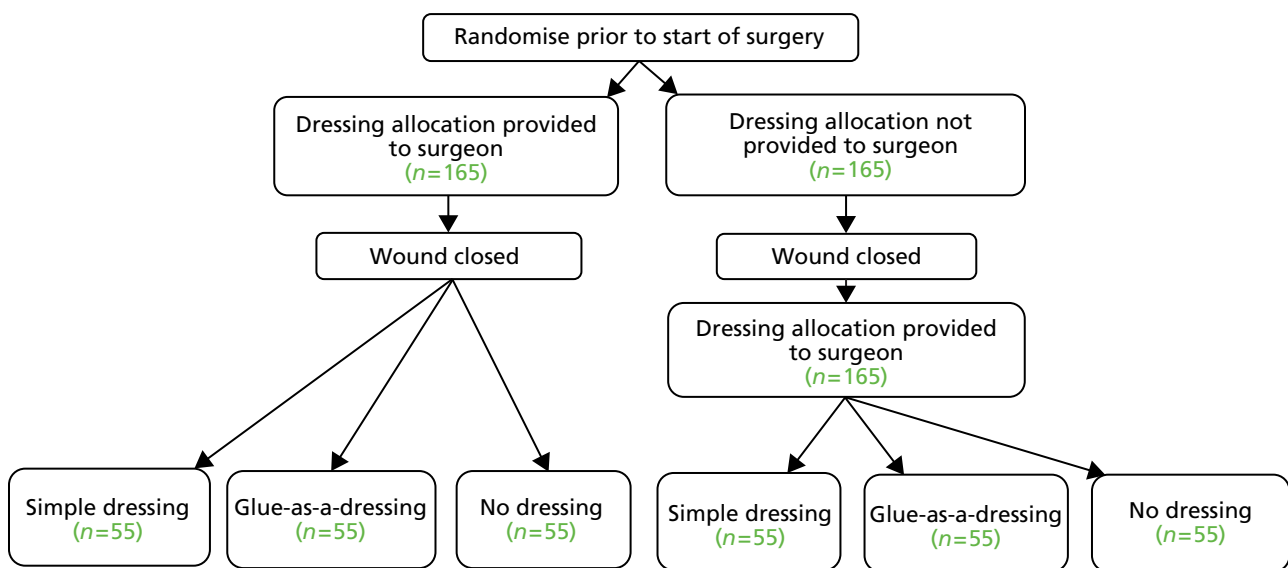 Randomise prior to start of surgery
Dressing allocation provided
to surgeon
(n=165)
Dressing allocation not
provided to surgeon
(n=165)
Wound closed
Wound closed
Dressing allocation provided
to surgeon
(n=165)
Simple dressing
(n=55)
Glue-as-a-dressing
(n=55)
No dressing
(n=55)
Simple dressing
(n=55)
Glue-as-a-dressing
(n=55)
No dressing
(n=55)